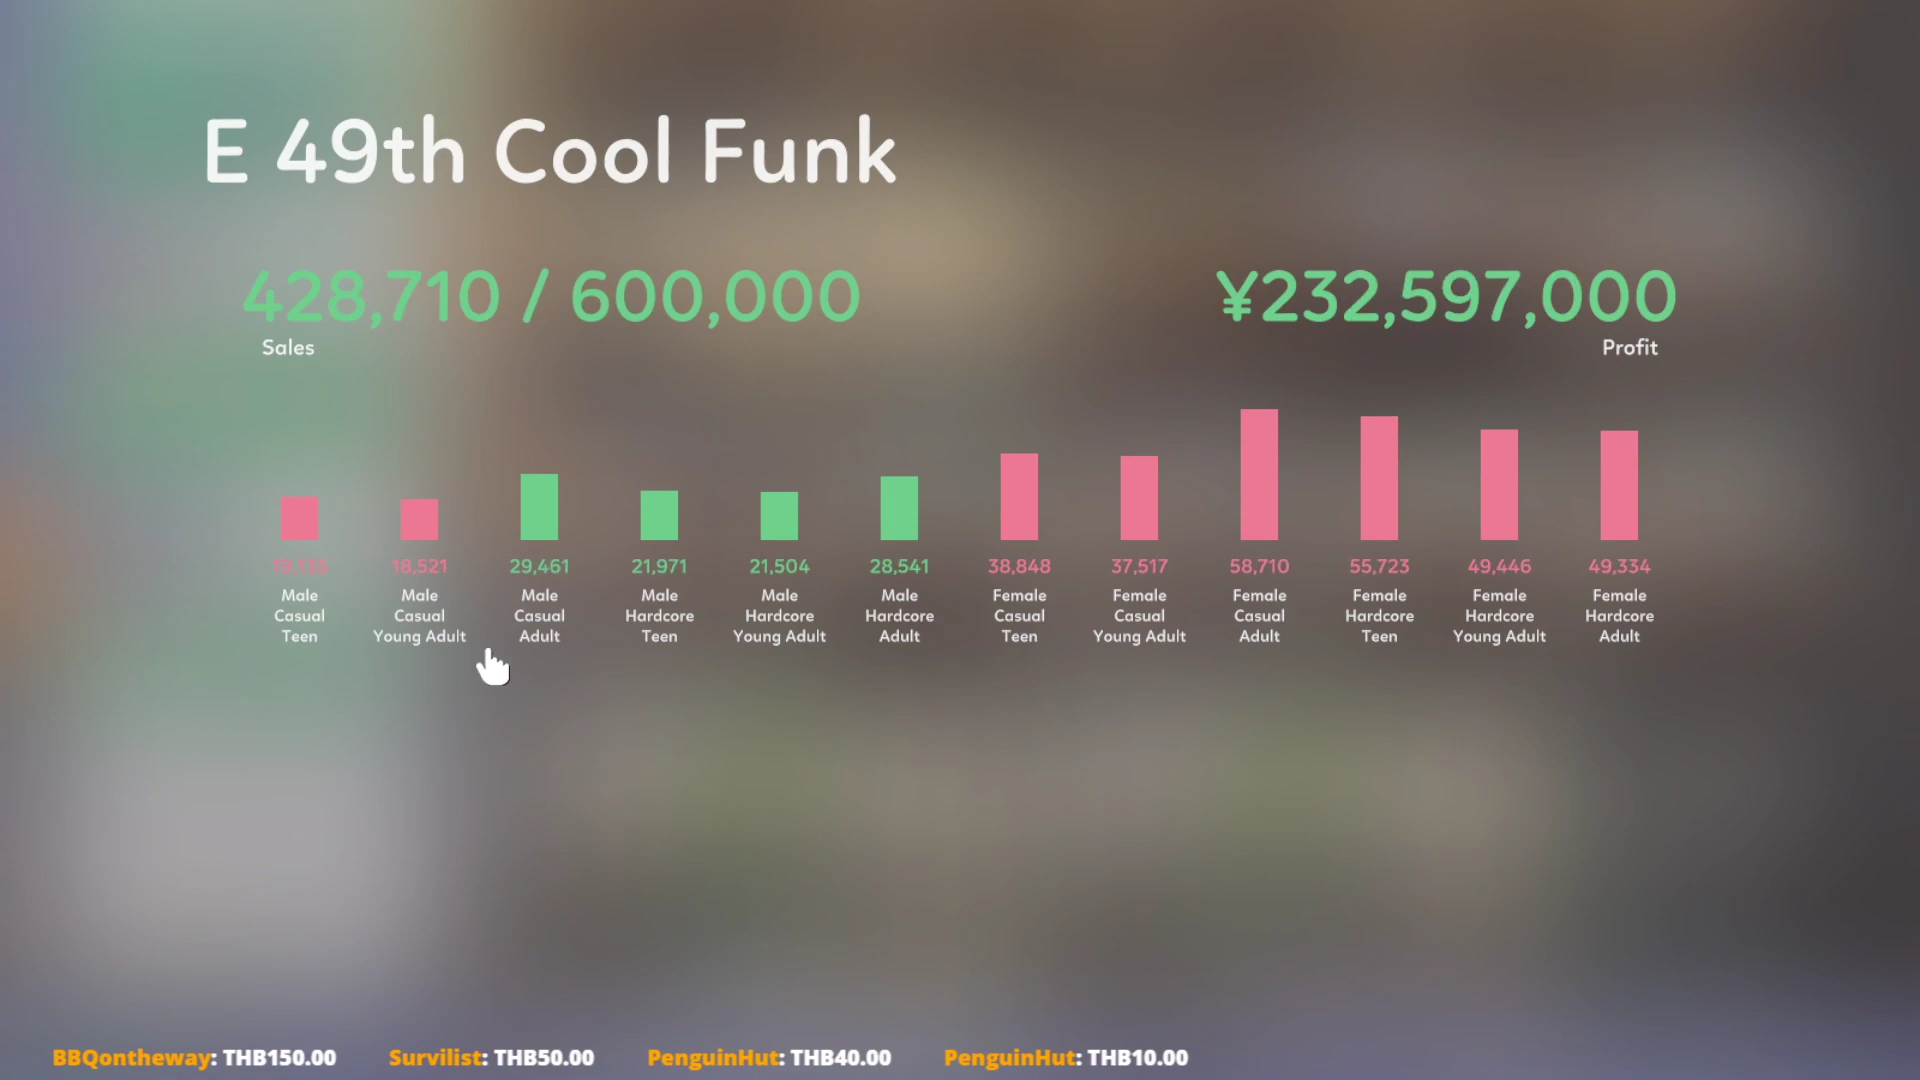 E 49th Cool Funk
428,710 / 600,000
Sales
¥232,597,000
Profit
19,135
Male
Casual
Teen
18,521
Male
Casual
Young Adult
29,461
Male
Casual
Adult
21,971
Male
Hardcore
Teen
21,504
Male
Hardcore
Young Adult
28,541
Male
Hardcore
Adult
38,848
Female
Casual
Teen
37,517
Female
Casual
Young Adult
58,710
Female
Casual
Adult
55,723
Female
Hardcore
Teen
49,446
Female
Hardcore
Young Adult
49,334
Female
Hardcore
Adult
BBQontheway: THB150.00 Survilist: THB50.00 PenguinHut: THB40.00 PenguinHut: THB10.00